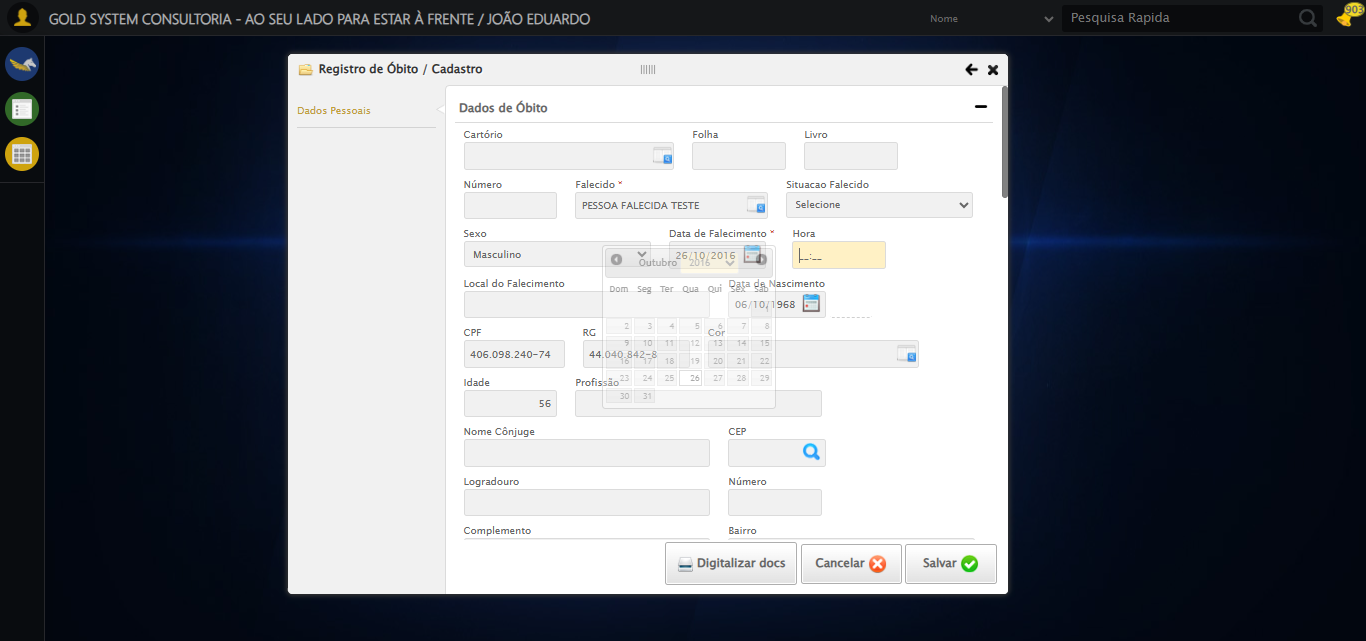 GOLD SYSTEM CONSULTORIA - AO SEU LADO PARA ESTAR À FRENTE / JOÃO EDUARDO
Nome
Pesquisa Rapida
903
Registro de Óbito / Cadastro
Dados Pessoais
Dados de Óbito
Cartório Folha Livro
Número Falecido * Situacao Falecido
PESSOA FALECIDA TESTE Selecione
Sexo Data de Falecimento * Hora
Masculino 26/10/2016 __:__
Outubro 2016
Local do Falecimento Data de Nascimento
Dom Seg Ter Qua Qui Sex Sáb
06/10/1968
1
2 3 4 5 6 7 8
CPF RG Cor
9 10 11 12 13 14 15
406.098.240-74 44.040.842-8
16 17 18 19 20 21 22
23 24 25 26 27 28 29
Idade Profissão
30 31
56
Nome Cônjuge CEP
Logradouro Número
Complemento Bairro
Digitalizar docs Cancelar Salvar